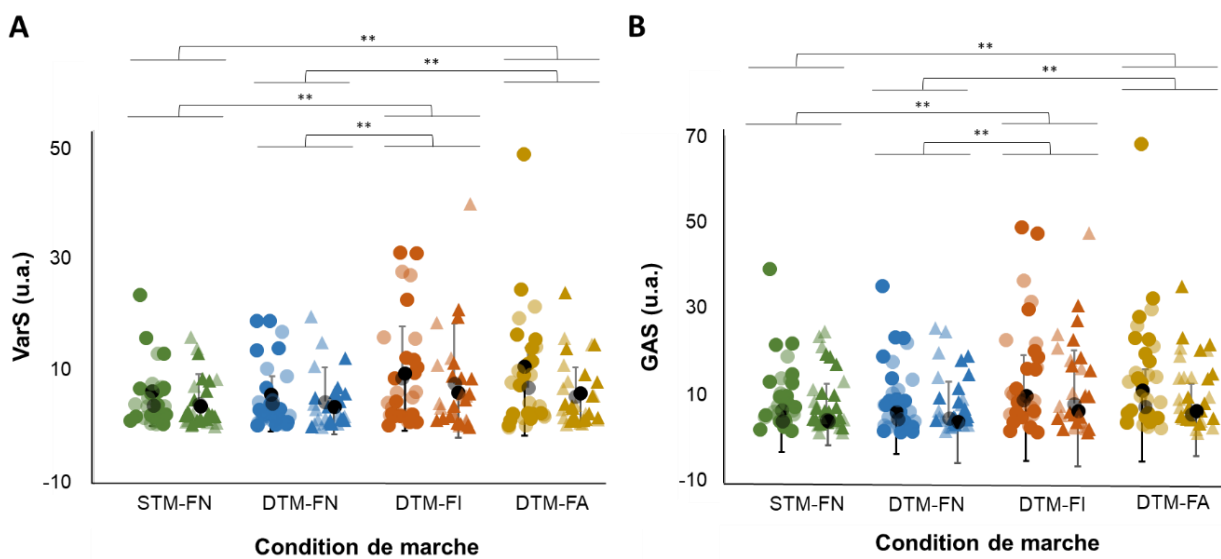 A
**
**
**
**
50
30
10
-10
VarS (u.a.)
STM-FN DTM-FN DTM-FI DTM-FA
Condition de marche
B
**
**
**
**
70
50
30
10
-10
GAS (u.a.)
STM-FN DTM-FN DTM-FI DTM-FA
Condition de marche